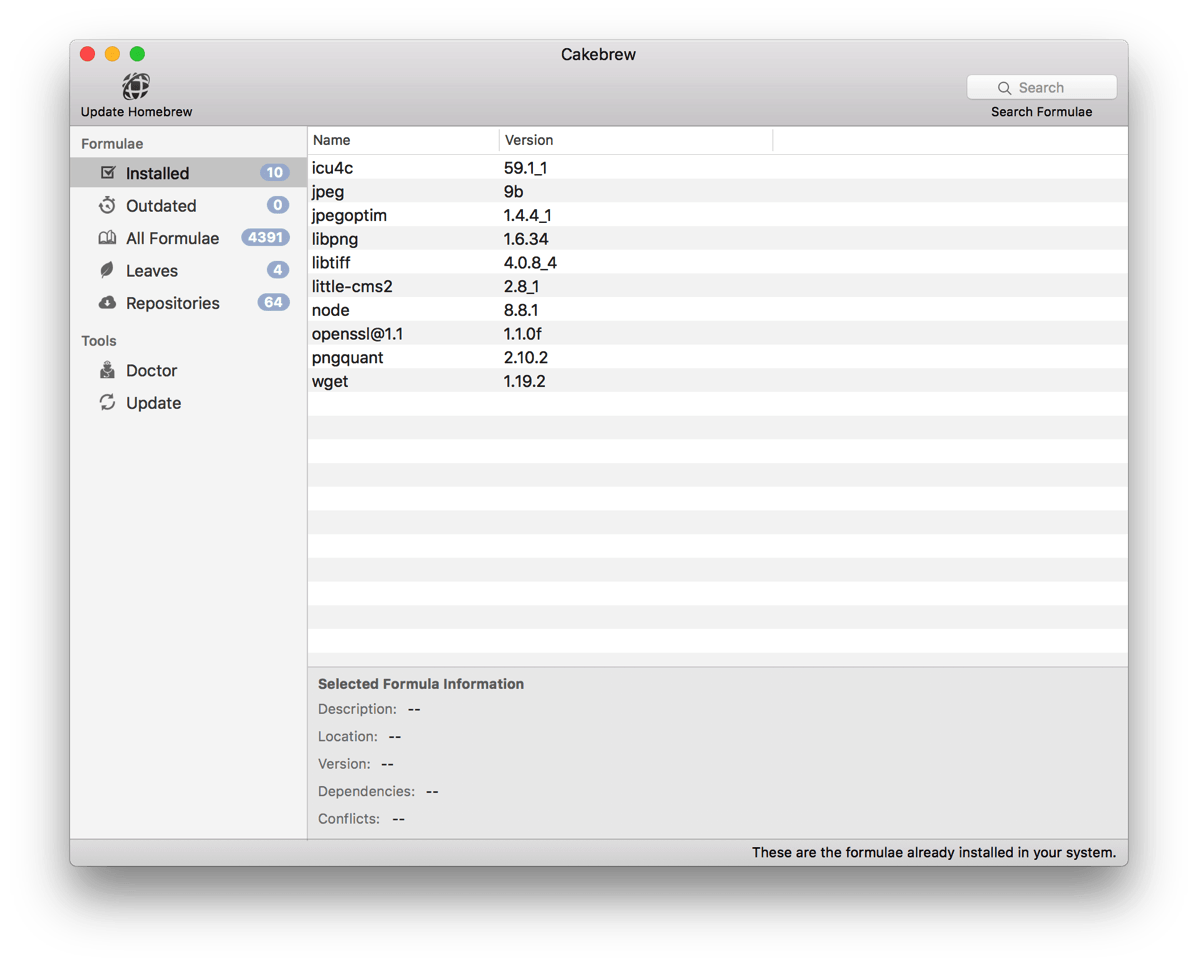 Cakebrew
Update Homebrew
Search
Search Formulae
Formulae
Installed 10
Outdated 0
All Formulae 4391
Leaves 4
Repositories 64
Tools
Doctor
Update
Name Version
icu4c 59.1_1
jpeg 9b
jpegoptim 1.4.4_1
libpng 1.6.34
libtiff 4.0.8_4
little-cms2 2.8_1
node 8.8.1
openssl@1.1 1.1.0f
pngquant 2.10.2
wget 1.19.2
Selected Formula Information
Description: --
Location: --
Version: --
Dependencies: --
Conflicts: --
These are the formulae already installed in your system.